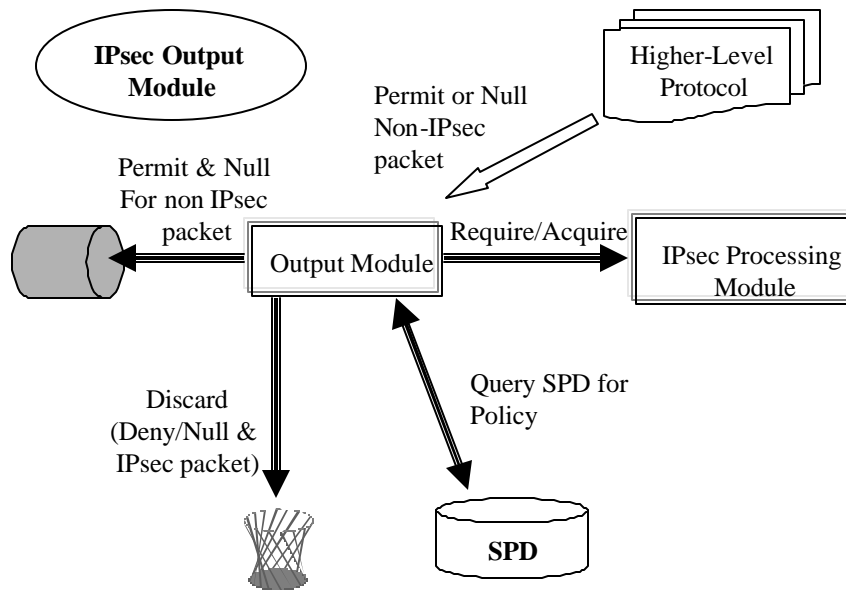 IPsec Output
Module
Higher-Level
Protocol
Permit or Null
Non-IPsec
packet
Permit & Null
For non IPsec
packet
Output Module
Require/Acquire
IPsec Processing
Module
Query SPD for
Policy
Discard
(Deny/Null &
IPsec packet)
SPD